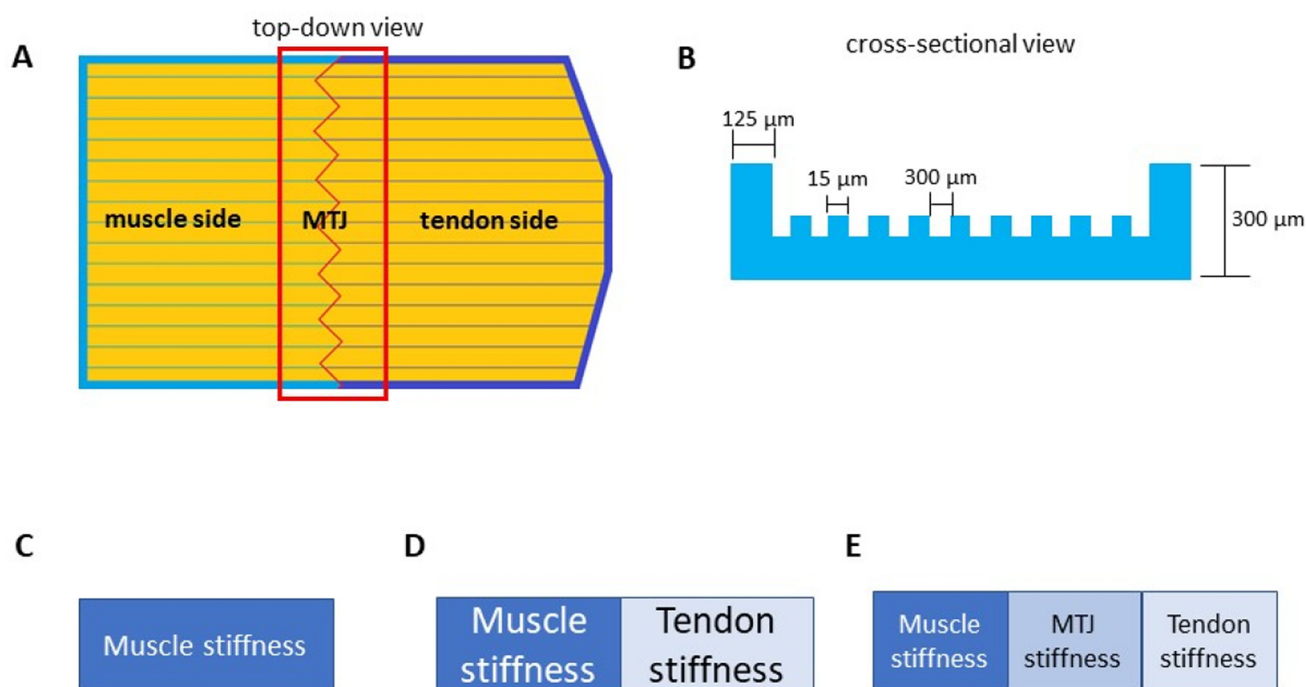 top-down view
A
muscle side
MTJ
tendon side
B
cross-sectional view
125 µm
15 µm
300 µm
300 µm
C
Muscle stiffness
D
Muscle
stiffness
Tendon
stiffness
E
Muscle
stiffness
MTJ
stiffness
Tendon
stiffness